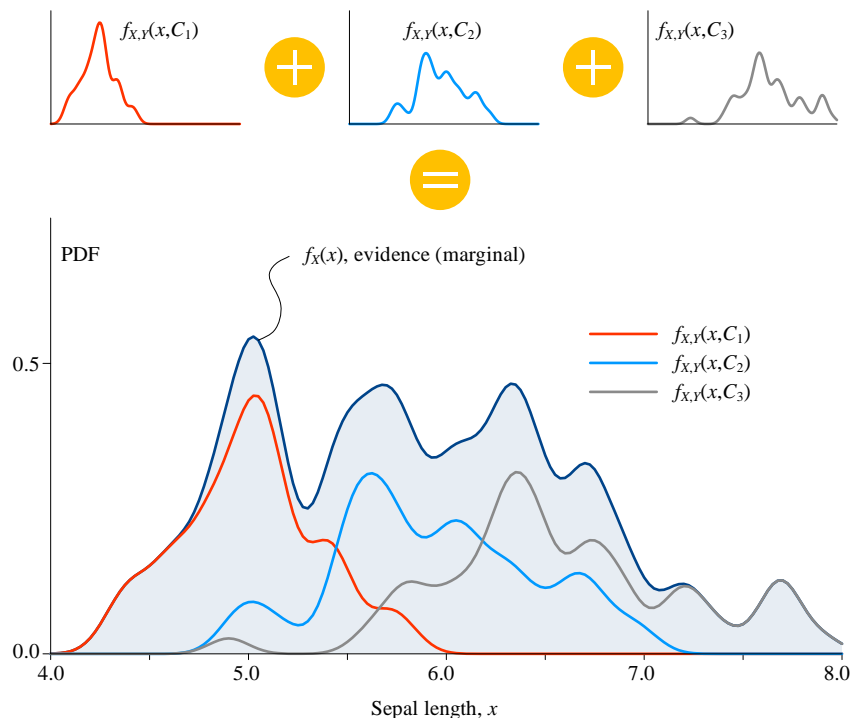 f_{X,Y}(x,C_1)
f_{X,Y}(x,C_2)
f_{X,Y}(x,C_3)
PDF
f_X(x), evidence (marginal)
f_{X,Y}(x,C_1)
f_{X,Y}(x,C_2)
f_{X,Y}(x,C_3)
0.5
0.0
4.0 5.0 6.0 7.0 8.0
Sepal length, x